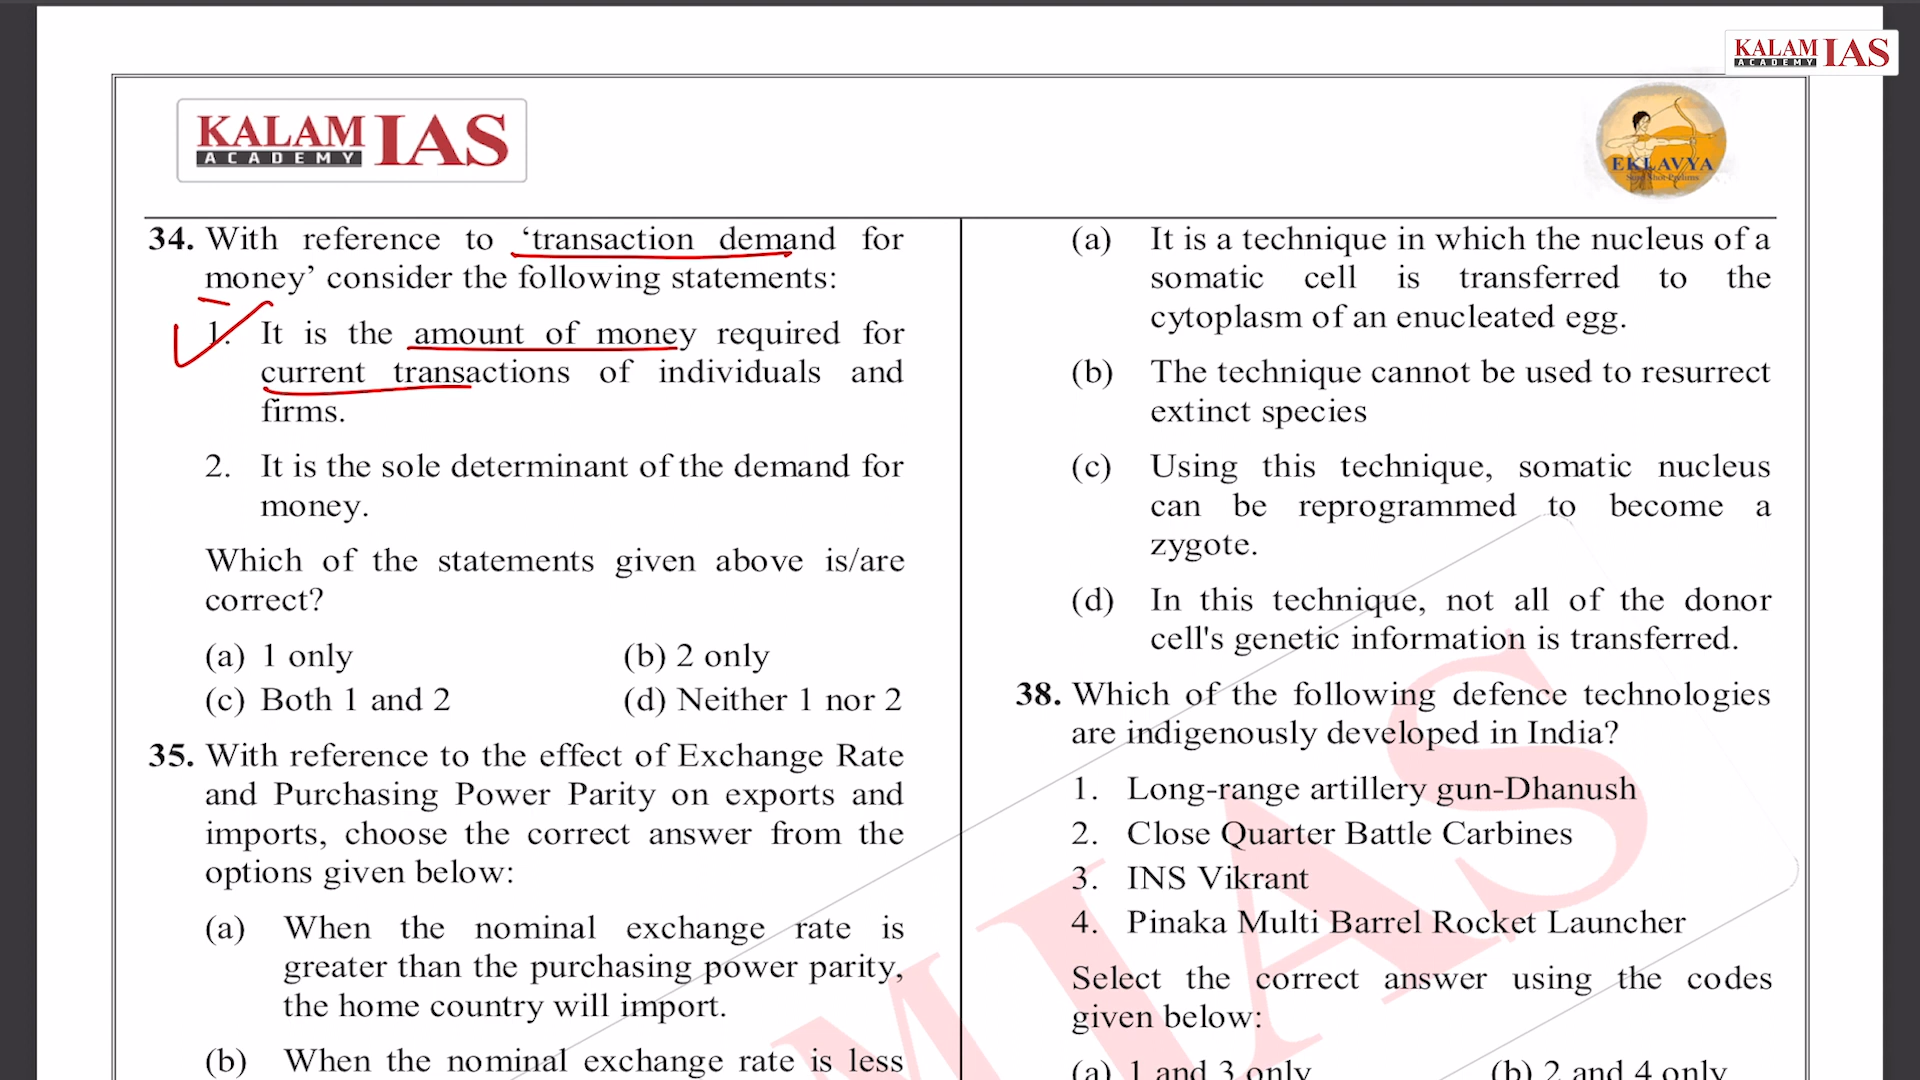 KALAM IAS
ACADEMY
KALAM IAS
ACADEMY
EKLAVYA
34. With reference to ‘transaction demand for
money’ consider the following statements:
1. It is the amount of money required for
current transactions of individuals and
firms.
2. It is the sole determinant of the demand for
money.
Which of the statements given above is/are
correct?
(a) 1 only (b) 2 only
(c) Both 1 and 2 (d) Neither 1 nor 2
35. With reference to the effect of Exchange Rate
and Purchasing Power Parity on exports and
imports, choose the correct answer from the
options given below:
(a) When the nominal exchange rate is
greater than the purchasing power parity,
the home country will import.
(b) When the nominal exchange rate is less
(a) It is a technique in which the nucleus of a
somatic cell is transferred to the
cytoplasm of an enucleated egg.
(b) The technique cannot be used to resurrect
extinct species
(c) Using this technique, somatic nucleus
can be reprogrammed to become a
zygote.
(d) In this technique, not all of the donor
cell's genetic information is transferred.
38. Which of the following defence technologies
are indigenously developed in India?
1. Long-range artillery gun-Dhanush
2. Close Quarter Battle Carbines
3. INS Vikrant
4. Pinaka Multi Barrel Rocket Launcher
Select the correct answer using the codes
given below:
(a) 1 and 3 only (b) 2 and 4 only
M IAS